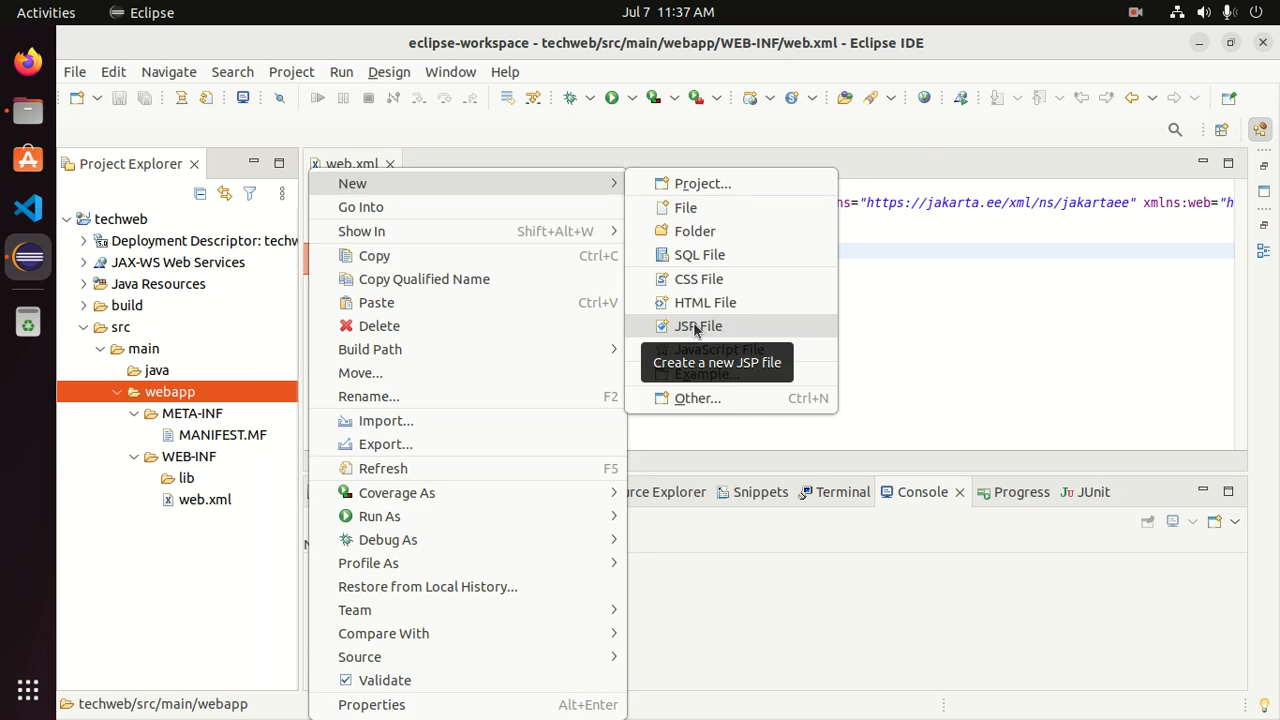 Activities Eclipse Jul 7 11:37 AM
eclipse-workspace - techweb/src/main/webapp/WEB-INF/web.xml - Eclipse IDE
File Edit Navigate Search Project Run Design Window Help
Project Explorer
web.xml
techweb
Deployment Descriptor: techw
JAX-WS Web Services
Java Resources
build
src
main
java
webapp
META-INF
MANIFEST.MF
WEB-INF
lib
web.xml
New
Go Into
Show In Shift+Alt+W
Copy Ctrl+C
Copy Qualified Name
Paste Ctrl+V
Delete
Build Path
Move...
Rename... F2
Import...
Export...
Refresh F5
Coverage As
Run As
Debug As
Profile As
Restore from Local History...
Team
Compare With
Source
Validate
Properties Alt+Enter
Project...
File
Folder
SQL File
CSS File
HTML File
JSP File
JavaScript File
Create a new JSP file
Example...
Other... Ctrl+N
ns="https://jakarta.ee/xml/ns/jakartaee" xmlns:web="h
urce Explorer Snippets Terminal Console Progress JUnit
techweb/src/main/webapp